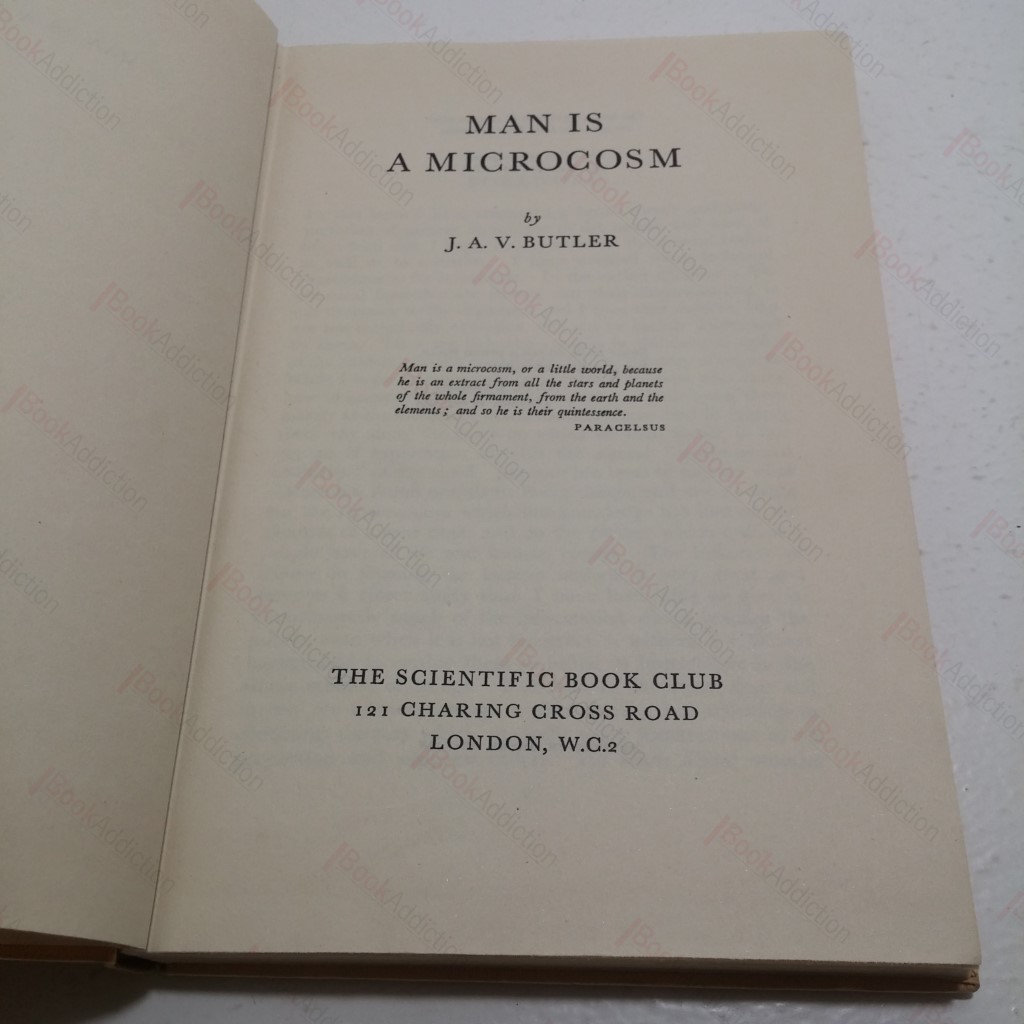 MAN IS
A MICROCOSM
by
J. A. V. BUTLER
Man is a microcosm, or a little world, because
he is an extract from all the stars and planets
of the whole firmament, from the earth and the
elements ; and so he is their quintessence.
PARACELSUS
THE SCIENTIFIC BOOK CLUB
121 CHARING CROSS ROAD
LONDON, W.C.2
BookAddiction